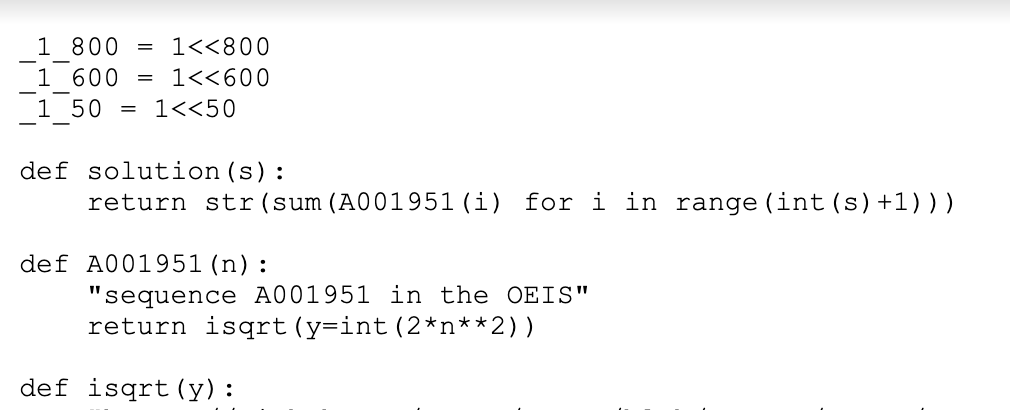 _1_800 = 1<<800
_1_600 = 1<<600
_1_50 = 1<<50

def solution(s):
    return str(sum(A001951(i) for i in range(int(s)+1)))

def A001951(n):
    "sequence A001951 in the OEIS"
    return isqrt(y=int(2*n**2))

def isqrt(y):